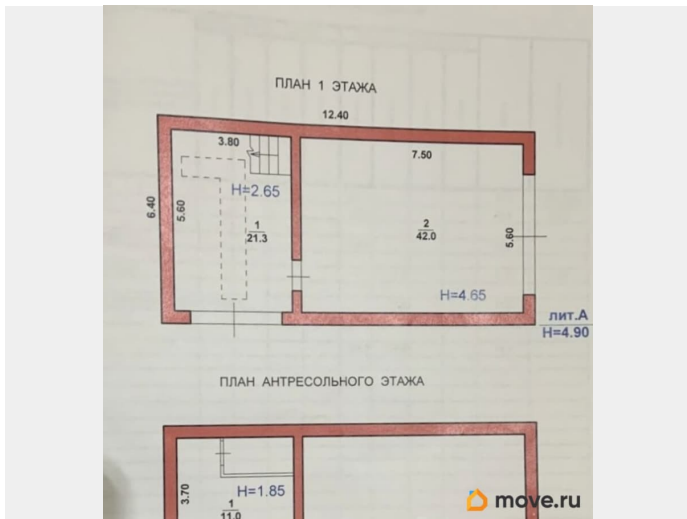 ПЛАН 1 ЭТАЖА
12.40
3.80
7.50
H=2.65
6.40
5.60
1
21.3
2
42.0
5.60
H=4.65
лит.А
H=4.90
ПЛАН АНТРЕСОЛЬНОГО ЭТАЖА
3.70
H=1.85
1
11.0
move.ru